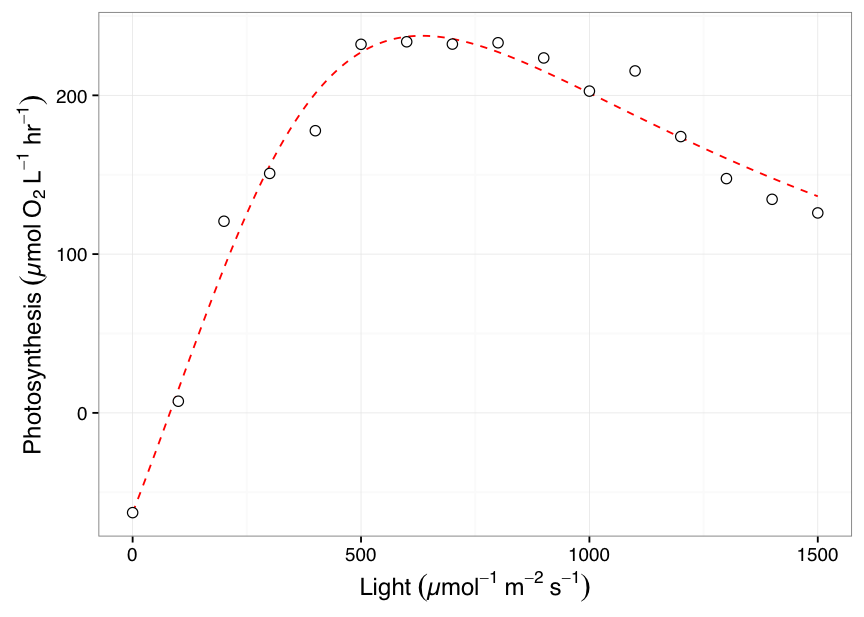 Photosynthesis (μmol O₂ L⁻¹ hr⁻¹)
200
100
0
0 500 1000 1500
Light (μmol⁻¹ m⁻² s⁻¹)